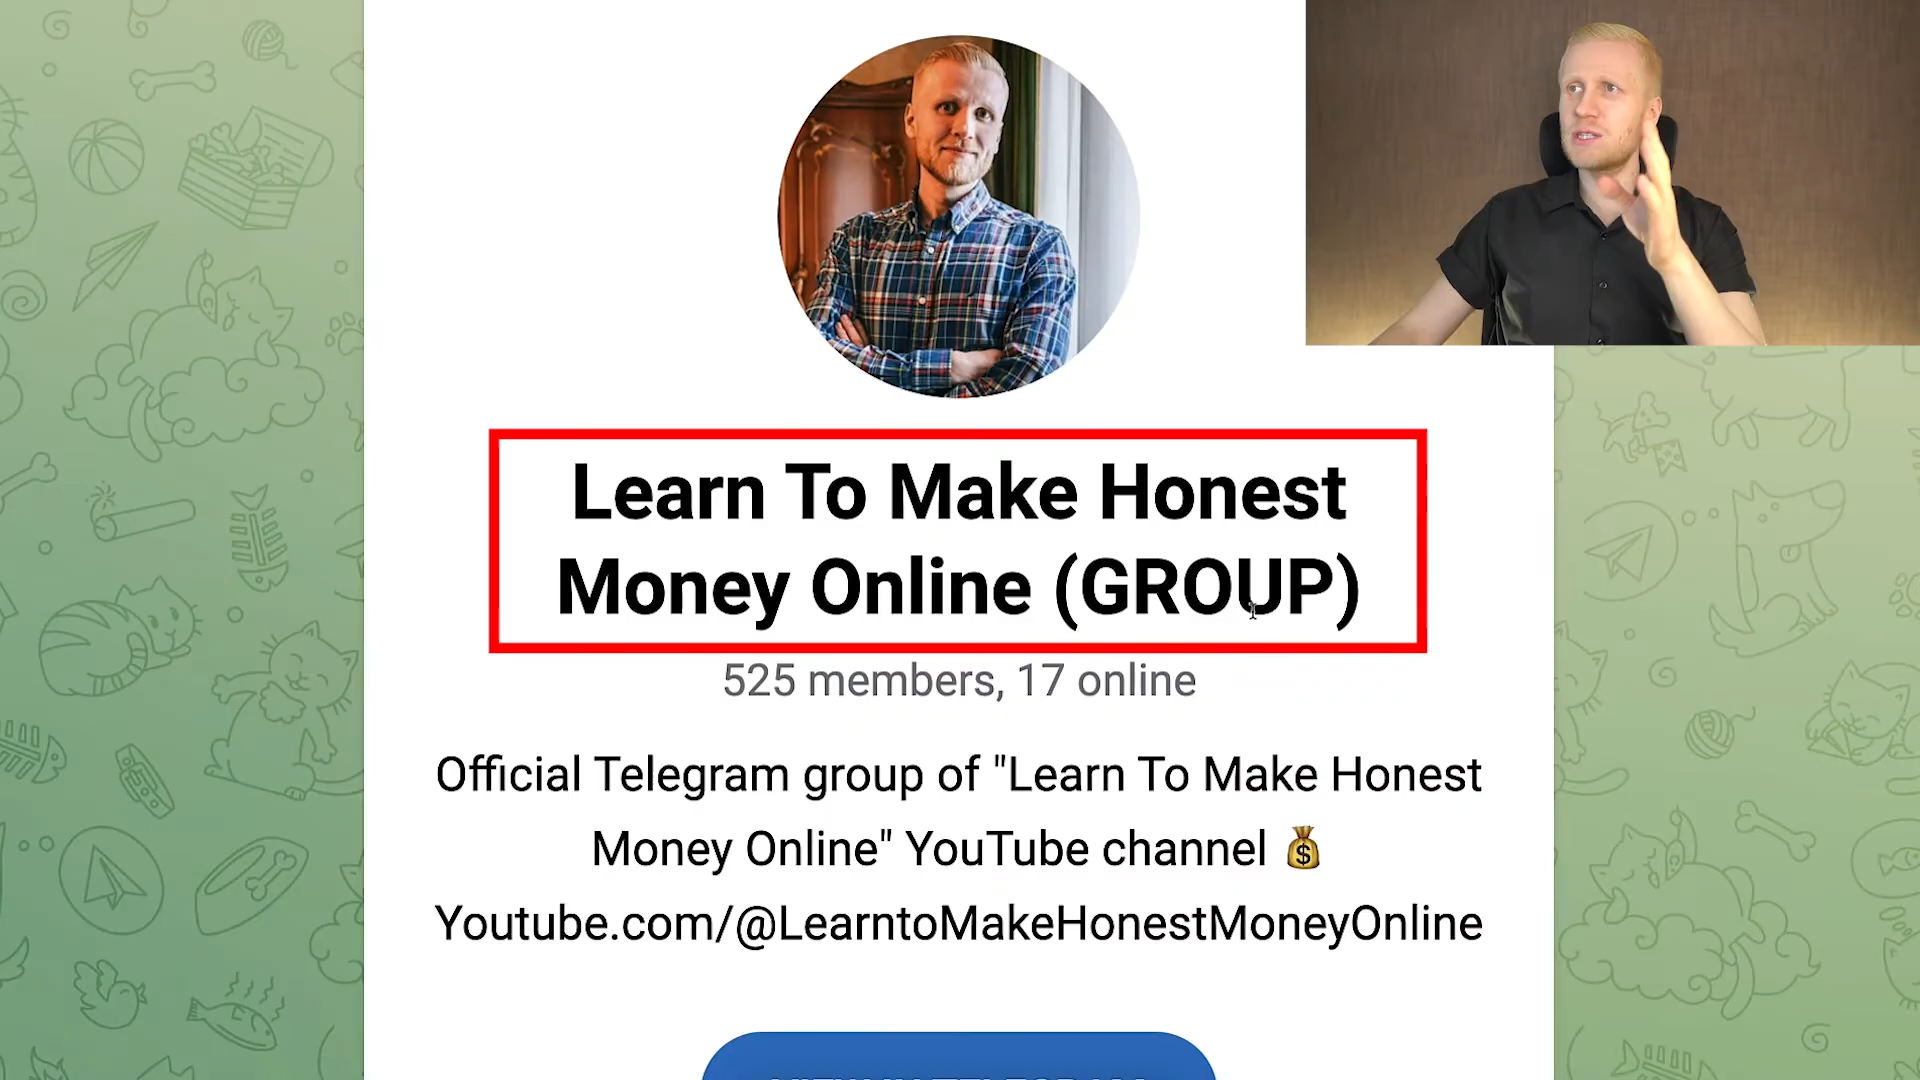 Learn To Make Honest
Money Online (GROUP)
525 members, 17 online
Official Telegram group of "Learn To Make Honest
Money Online" YouTube channel 💰
Youtube.com/@LearntoMakeHonestMoneyOnline